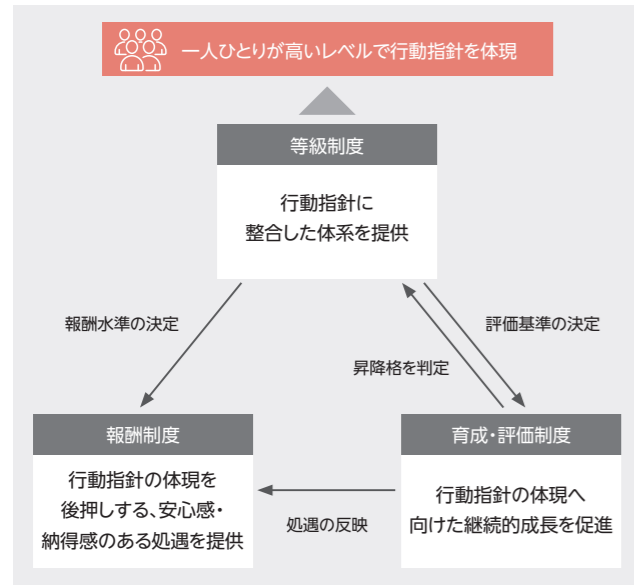 一人ひとりが高いレベルで行動指針を体現
等級制度
行動指針に
整合した体系を提供
報酬水準の決定
評価基準の決定
昇降格を判定
報酬制度
行動指針の体現を
後押しする、安心感・
納得感のある処遇を提供
処遇の反映
育成・評価制度
行動指針の体現へ
向けた継続的成長を促進